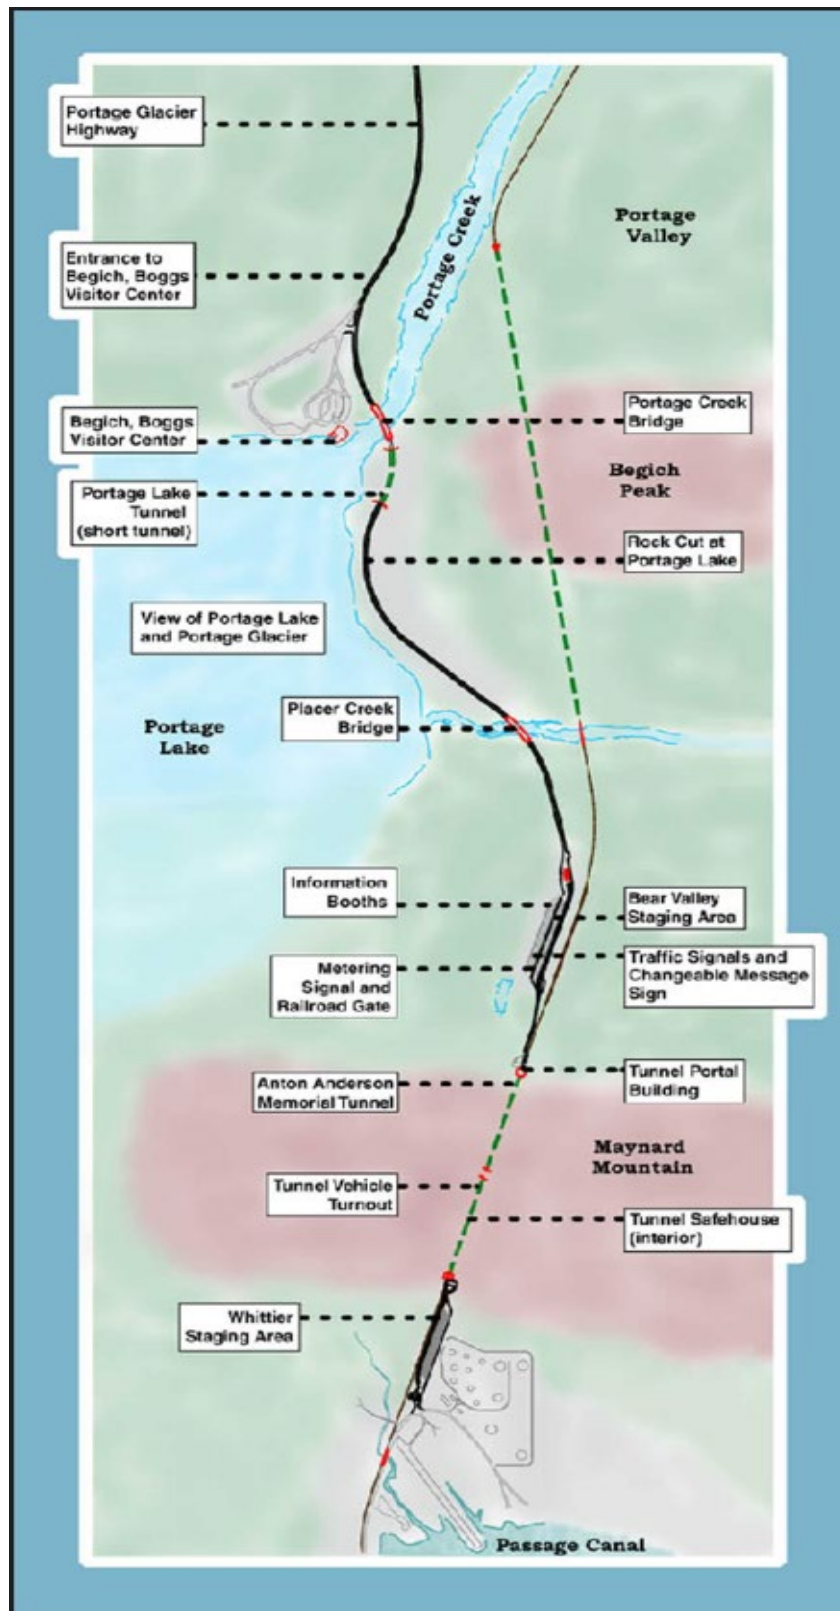 Portage Glacier
Highway
Portage Creek
Portage
Valley
Entrance to
Begich, Boggs
Visitor Center
Portage Creek
Bridge
Begich, Boggs
Visitor Center
Begich
Peak
Portage Lake
Tunnel
(short tunnel)
Rock Cut at
Portage Lake
View of Portage Lake
and Portage Glacier
Placer Creek
Bridge
Portage
Lake
Information
Booths
Bear Valley
Staging Area
Metering
Signal and
Railroad Gate
Traffic Signals and
Changeable Message
Sign
Anton Anderson
Memorial Tunnel
Tunnel Portal
Building
Maynard
Mountain
Tunnel Vehicle
Turnout
Tunnel Safehouse
(interior)
Whittier
Staging Area
Passage Canal